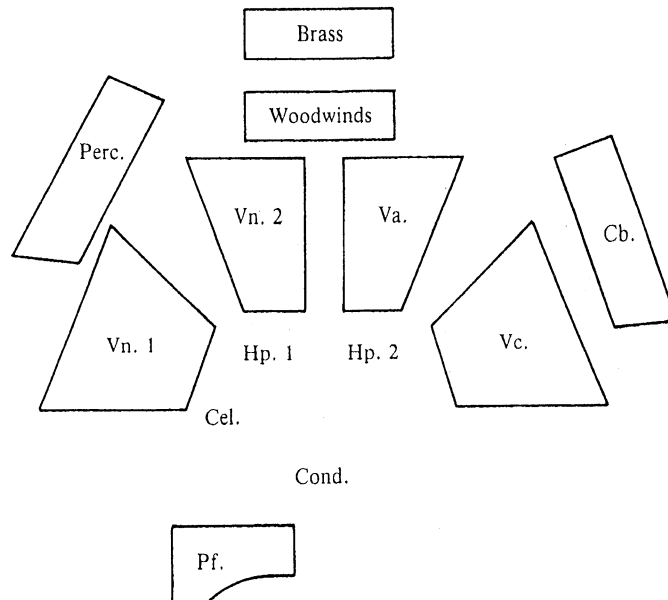 Brass
Woodwinds
Perc.
Vn. 2
Va.
Cb.
Vn. 1
Hp. 1
Hp. 2
Vc.
Cel.
Cond.
Pf.